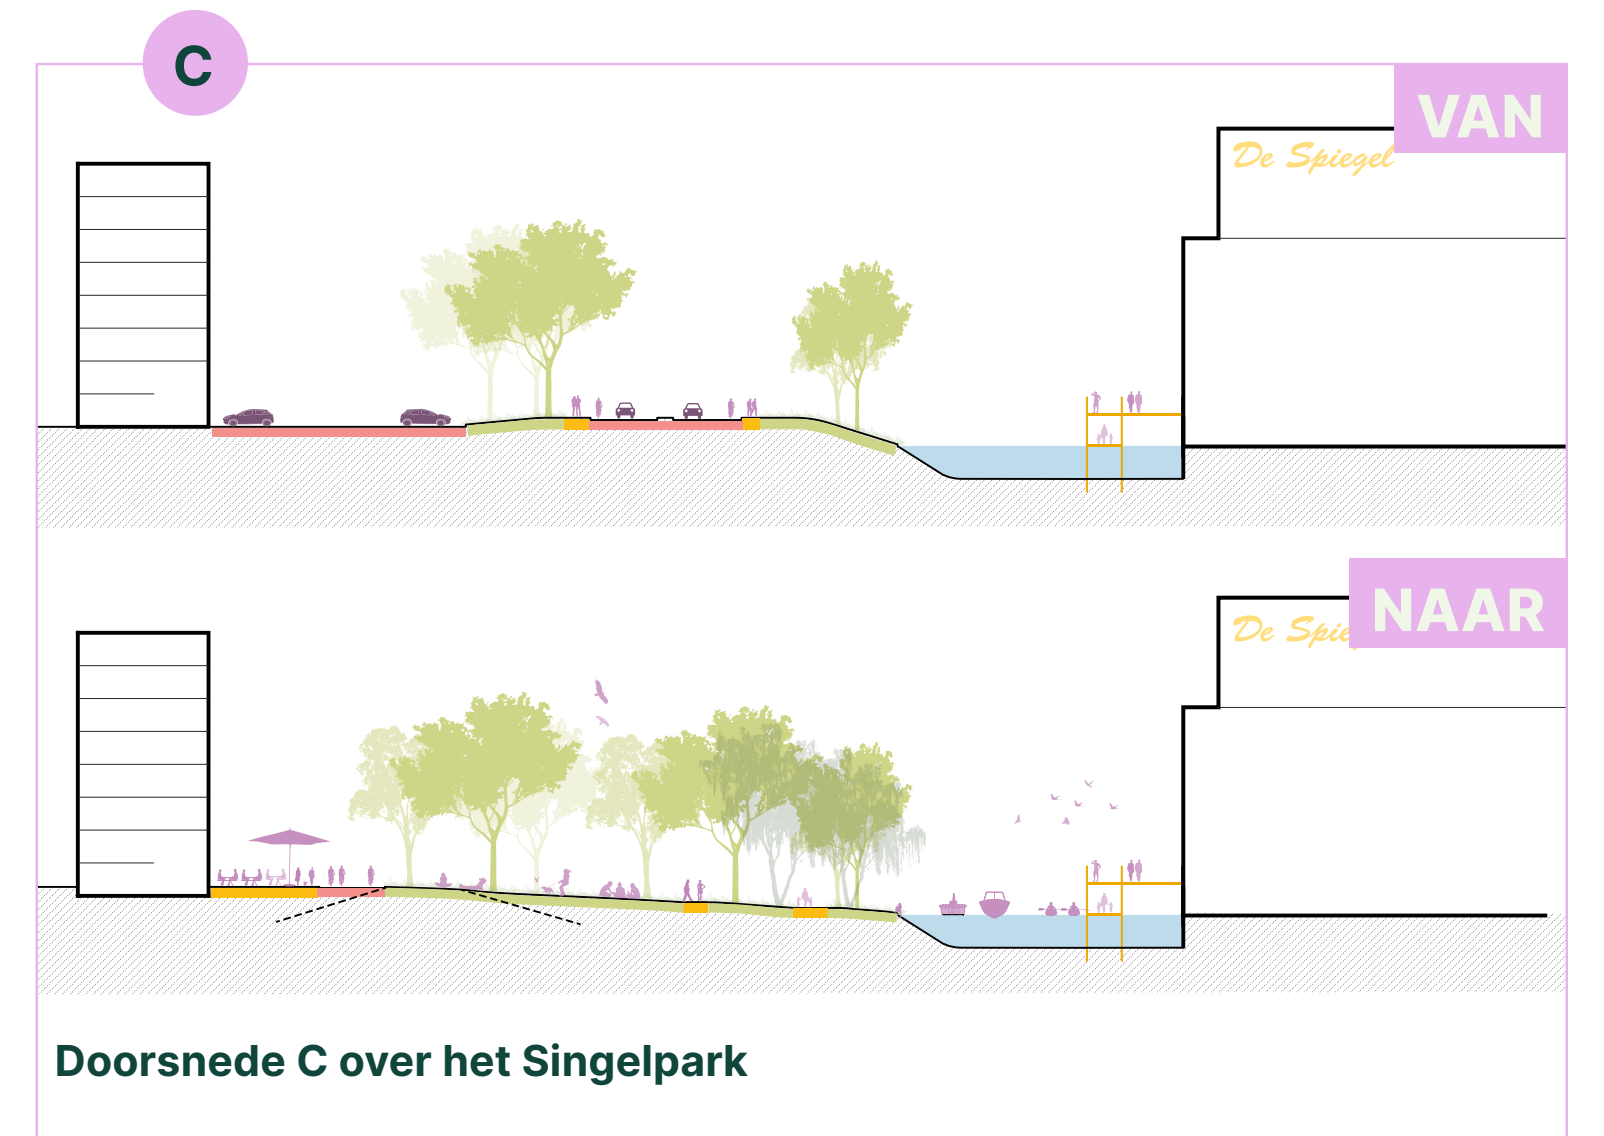 C
VAN
De Spiegel
NAAR
De Spie
Doorsnede C over het Singelpark